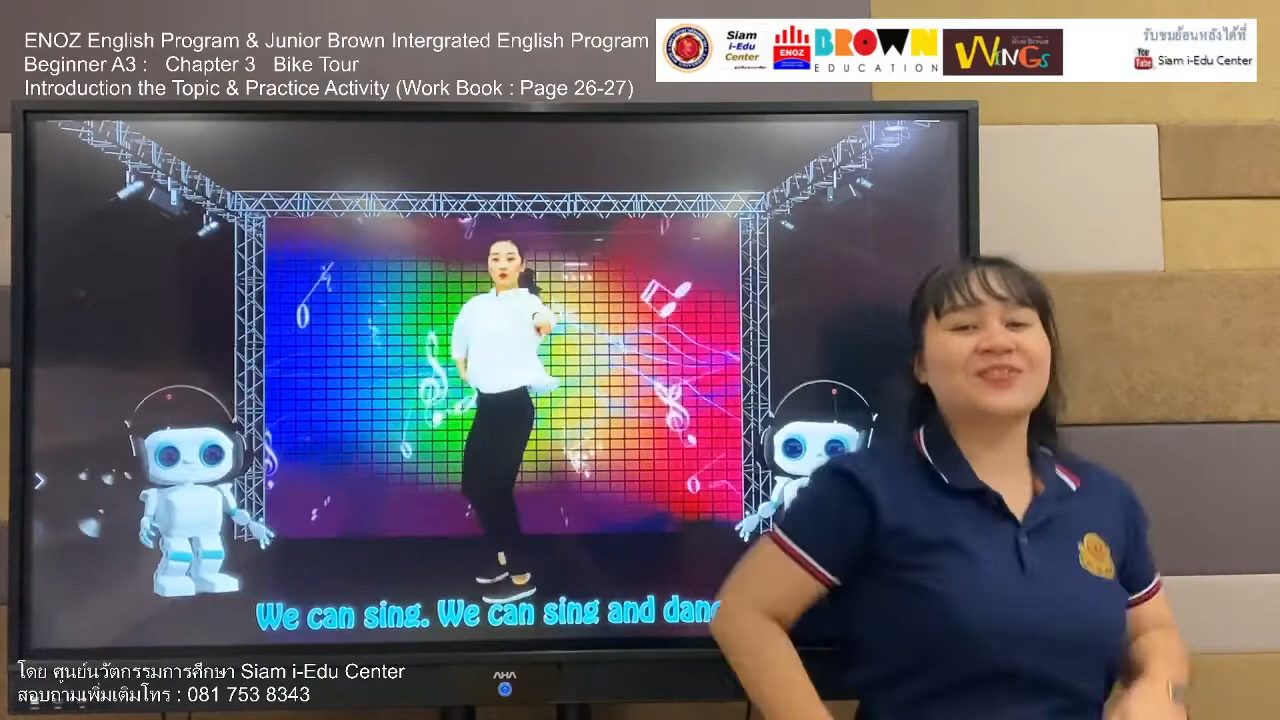 ENOZ English Program & Junior Brown Intergrated English Program
Beginner A3 : Chapter 3 Bike Tour
Introduction the Topic & Practice Activity (Work Book : Page 26-27)
Siam
i-Edu
Center
ENOZ
BROWN
EDUCATION
WiNGs
รับชมย้อนหลังได้ที่
You Tube Siam i-Edu Center
We can sing. We can sing and danc
โดย ศูนย์นวัตกรรมการศึกษา Siam i-Edu Center
สอบถามเพิ่มเติมโทร : 081 753 8343
AHA